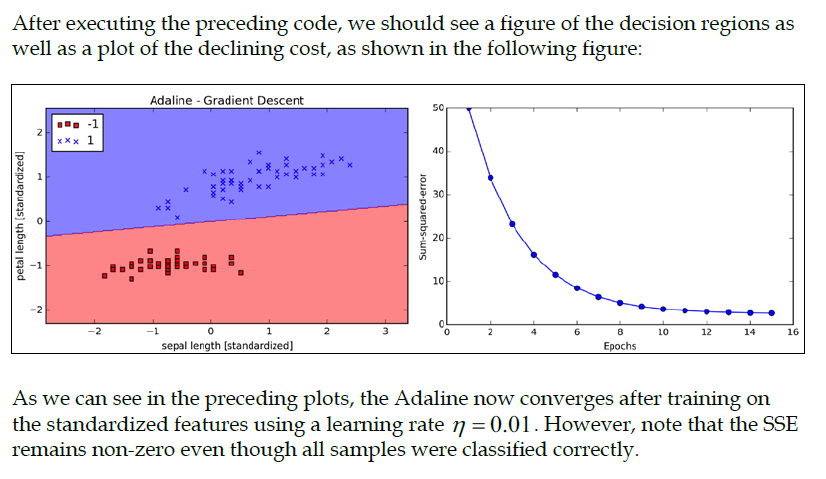 After executing the preceding code, we should see a figure of the decision regions as
well as a plot of the declining cost, as shown in the following figure:
Adaline - Gradient Descent
-1
1
2
1
0
−1
−2
petal length [standardized]
−2 −1 0 1 2 3
sepal length [standardized]
50
40
30
20
10
0
Sum-squared-error
0 2 4 6 8 10 12 14 16
Epochs
As we can see in the preceding plots, the Adaline now converges after training on
the standardized features using a learning rate η = 0.01. However, note that the SSE
remains non-zero even though all samples were classified correctly.